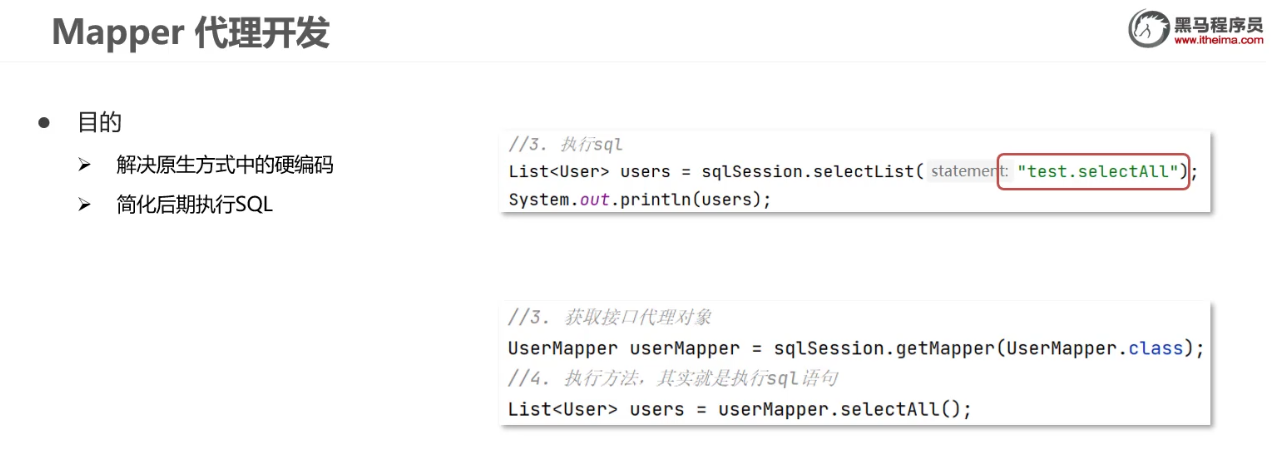 Mapper 代理开发
黑马程序员
www.itheima.com
目的
解决原生方式中的硬编码
简化后期执行SQL
//3. 执行sql
List<User> users = sqlSession.selectList( statement: "test.selectAll");
System.out.println(users);
//3. 获取接口代理对象
UserMapper userMapper = sqlSession.getMapper(UserMapper.class);
//4. 执行方法，其实就是执行sql语句
List<User> users = userMapper.selectAll();